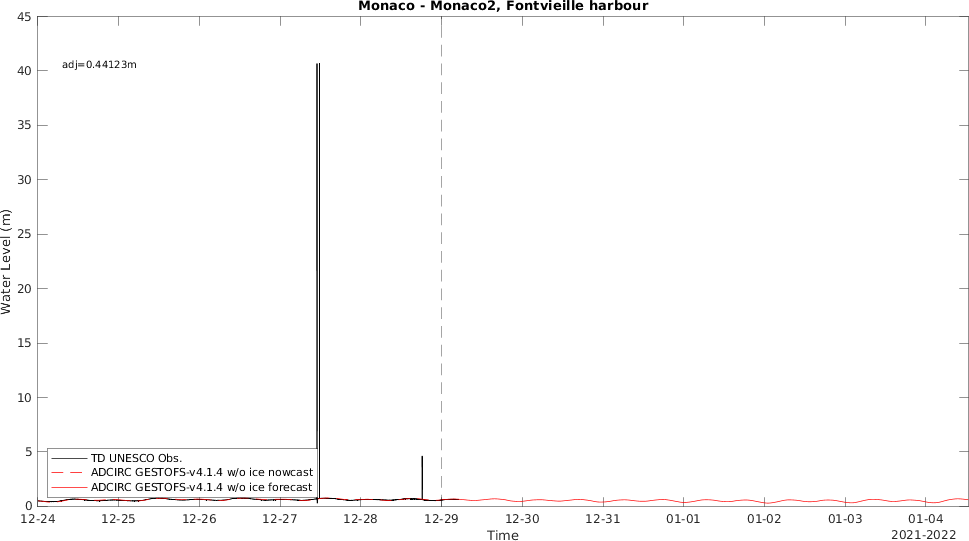 Monaco - Monaco2, Fontvieille harbour
adj=0.44123m
Water Level (m)
45
40
35
30
25
20
15
10
5
0
TD UNESCO Obs.
ADCIRC GESTOFS-v4.1.4 w/o ice nowcast
ADCIRC GESTOFS-v4.1.4 w/o ice forecast
12-24 12-25 12-26 12-27 12-28 12-29 12-30 12-31 01-01 01-02 01-03 01-04
Time
2021-2022